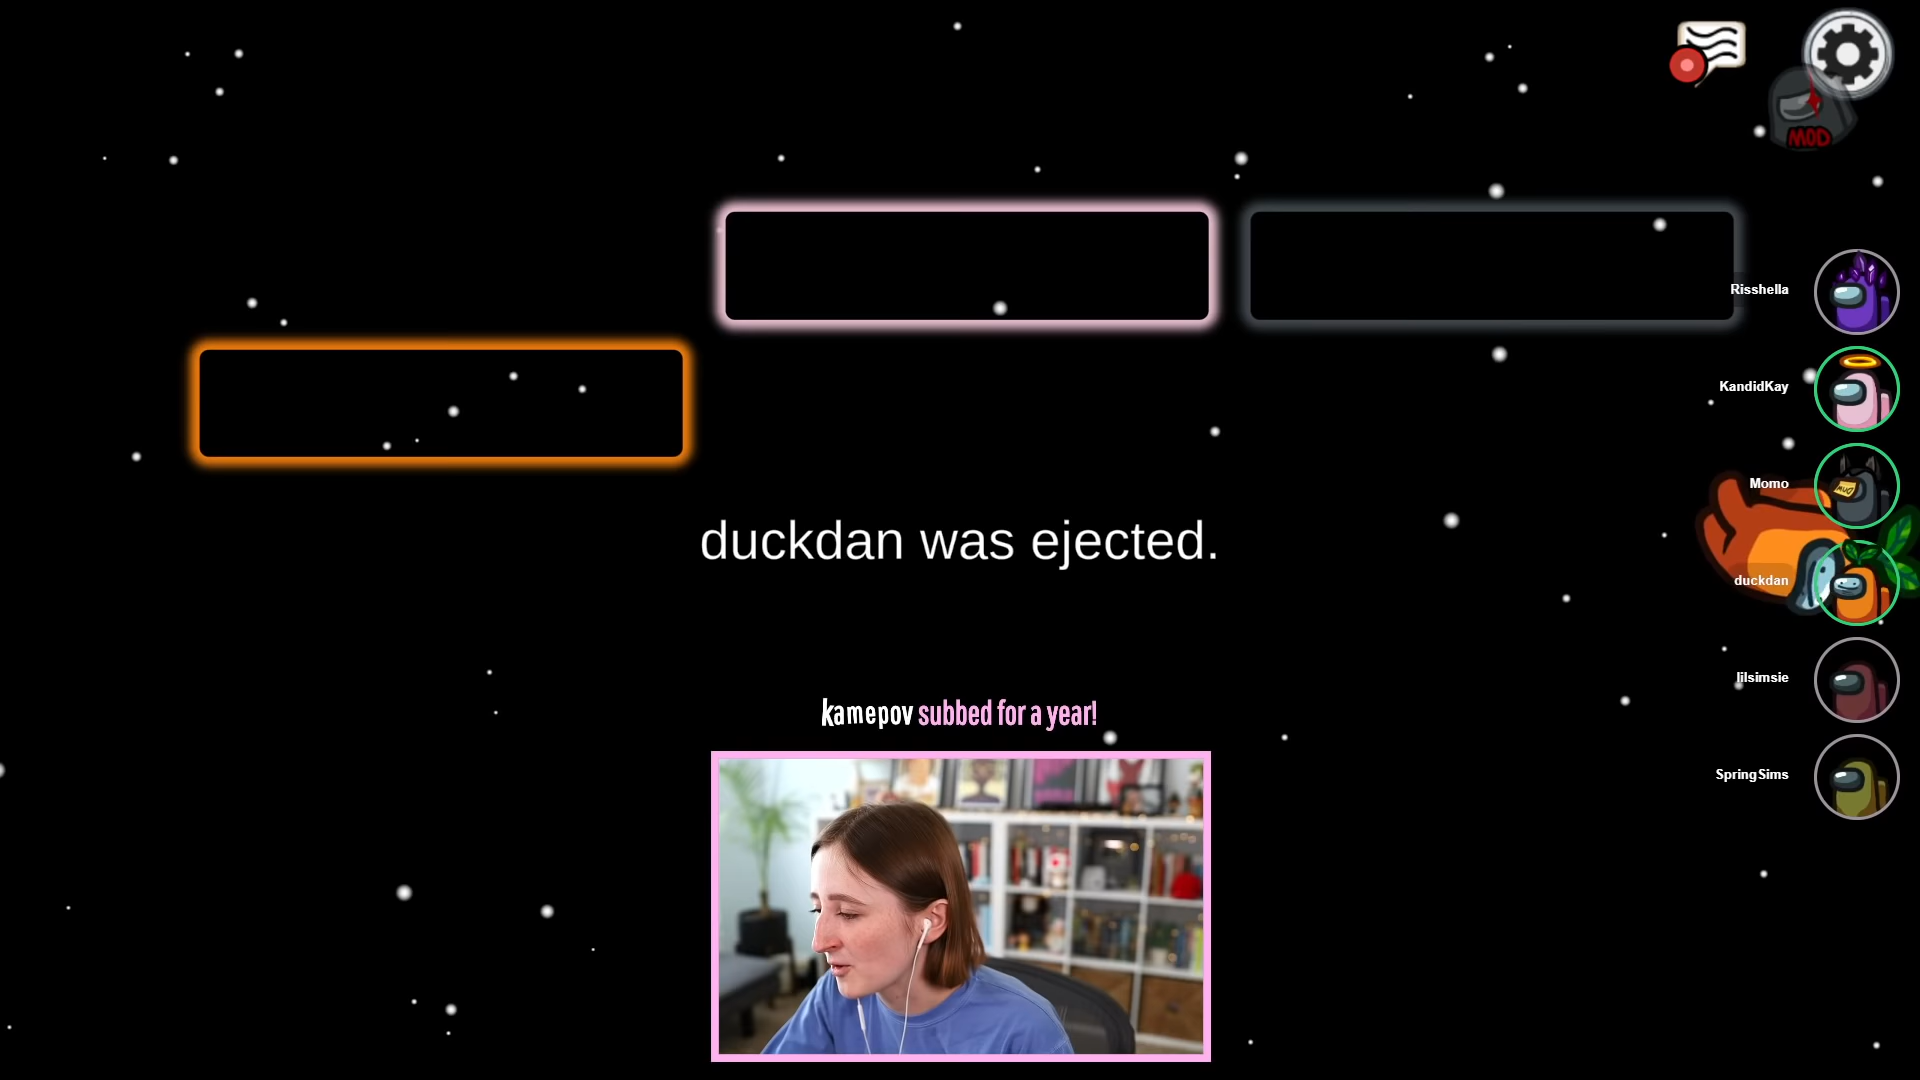 MOD
Risshella
KandidKay
Momo
duckdan was ejected.
duckdan
lilsimsie
kamepov subbed for a year!
SpringSims